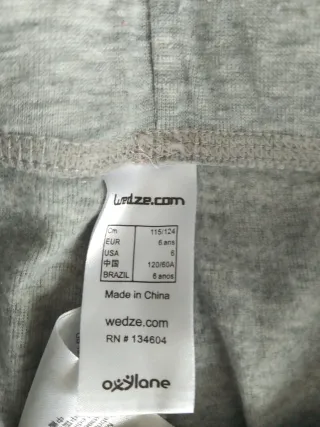 wedze.com
Cm 115/124
EUR 6 ans
USA 6
中国 120/60A
BRAZIL 6 anos
Made in China
wedze.com
RN # 134604
oxylane